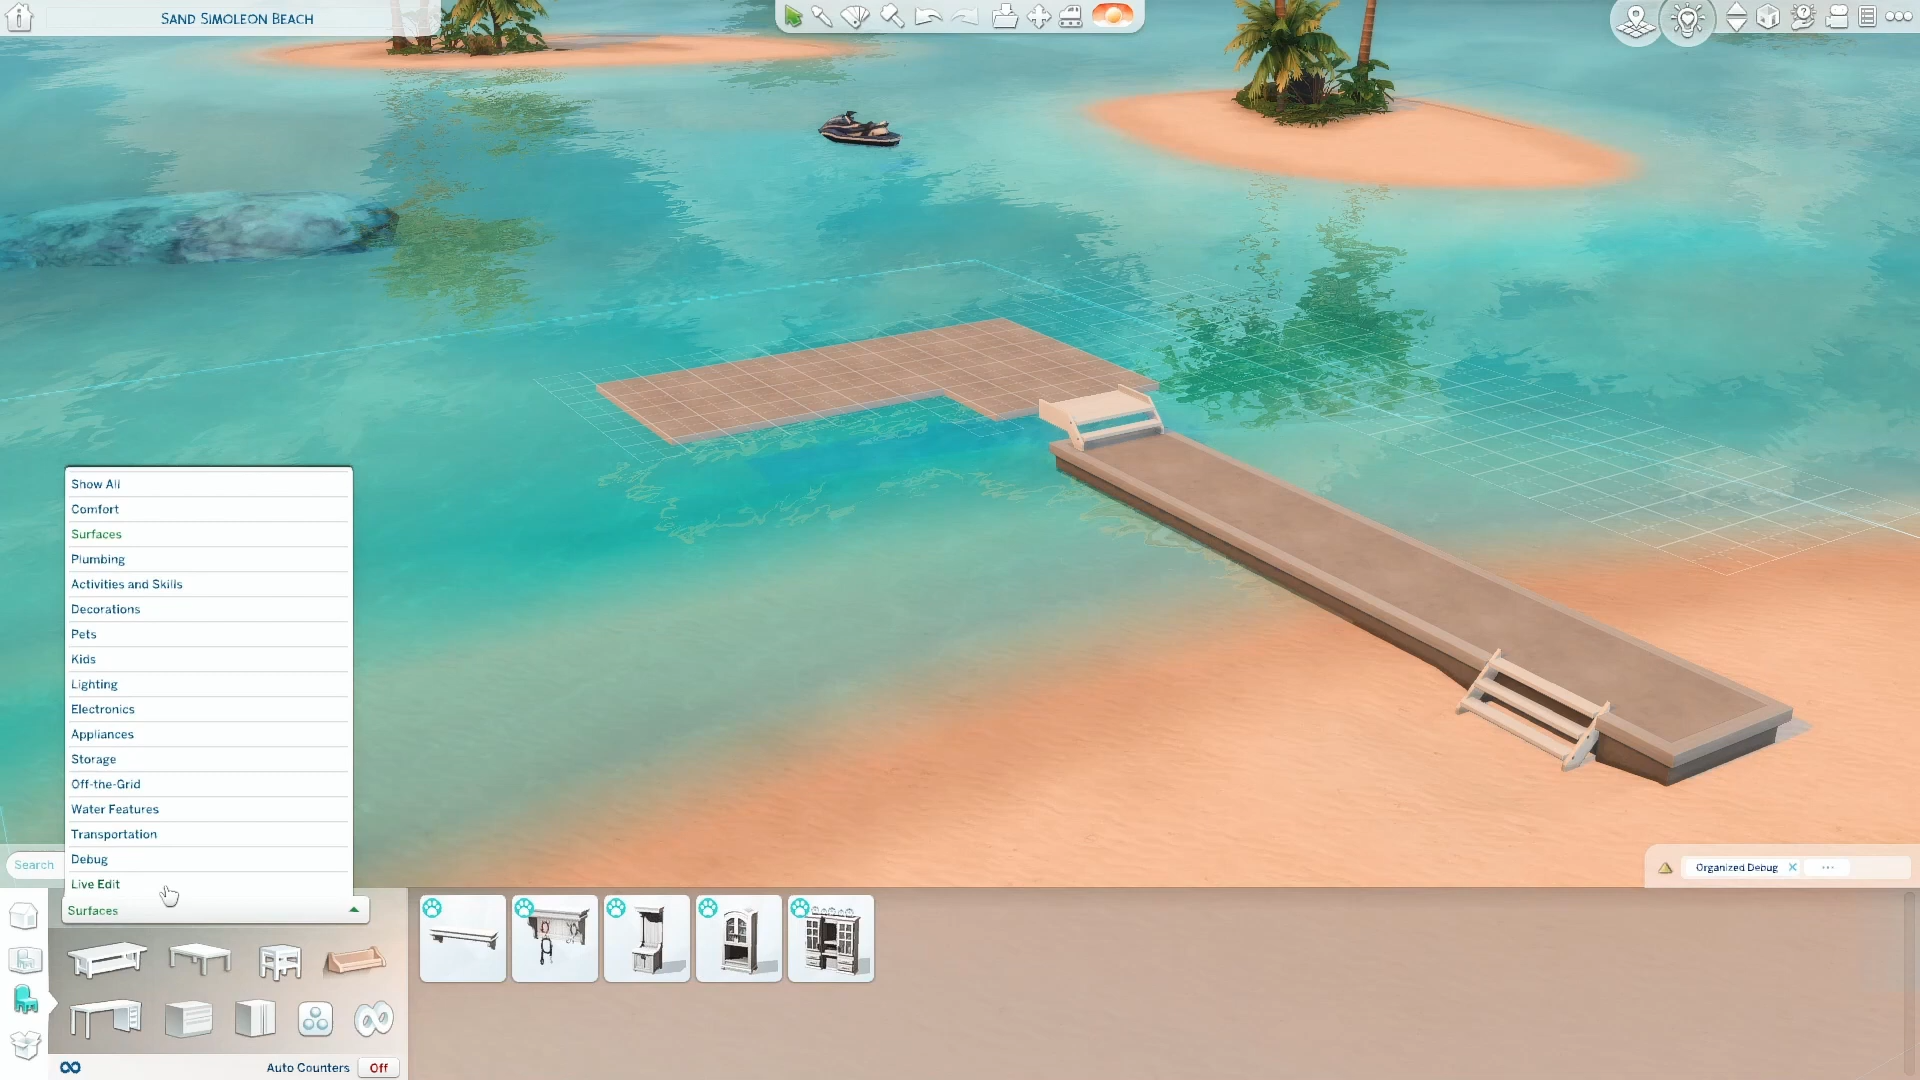 SAND SIMOLEON BEACH
Show All
Comfort
Surfaces
Plumbing
Activities and Skills
Decorations
Pets
Kids
Lighting
Electronics
Appliances
Storage
Off-the-Grid
Water Features
Transportation
Debug
Live Edit
Search
Organized Debug
Surfaces
Auto Counters
Off